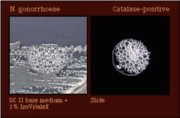 N. gonorrhoeae
Catalase-positive
GC II base medium +
1% IsoVitaleX
Slide